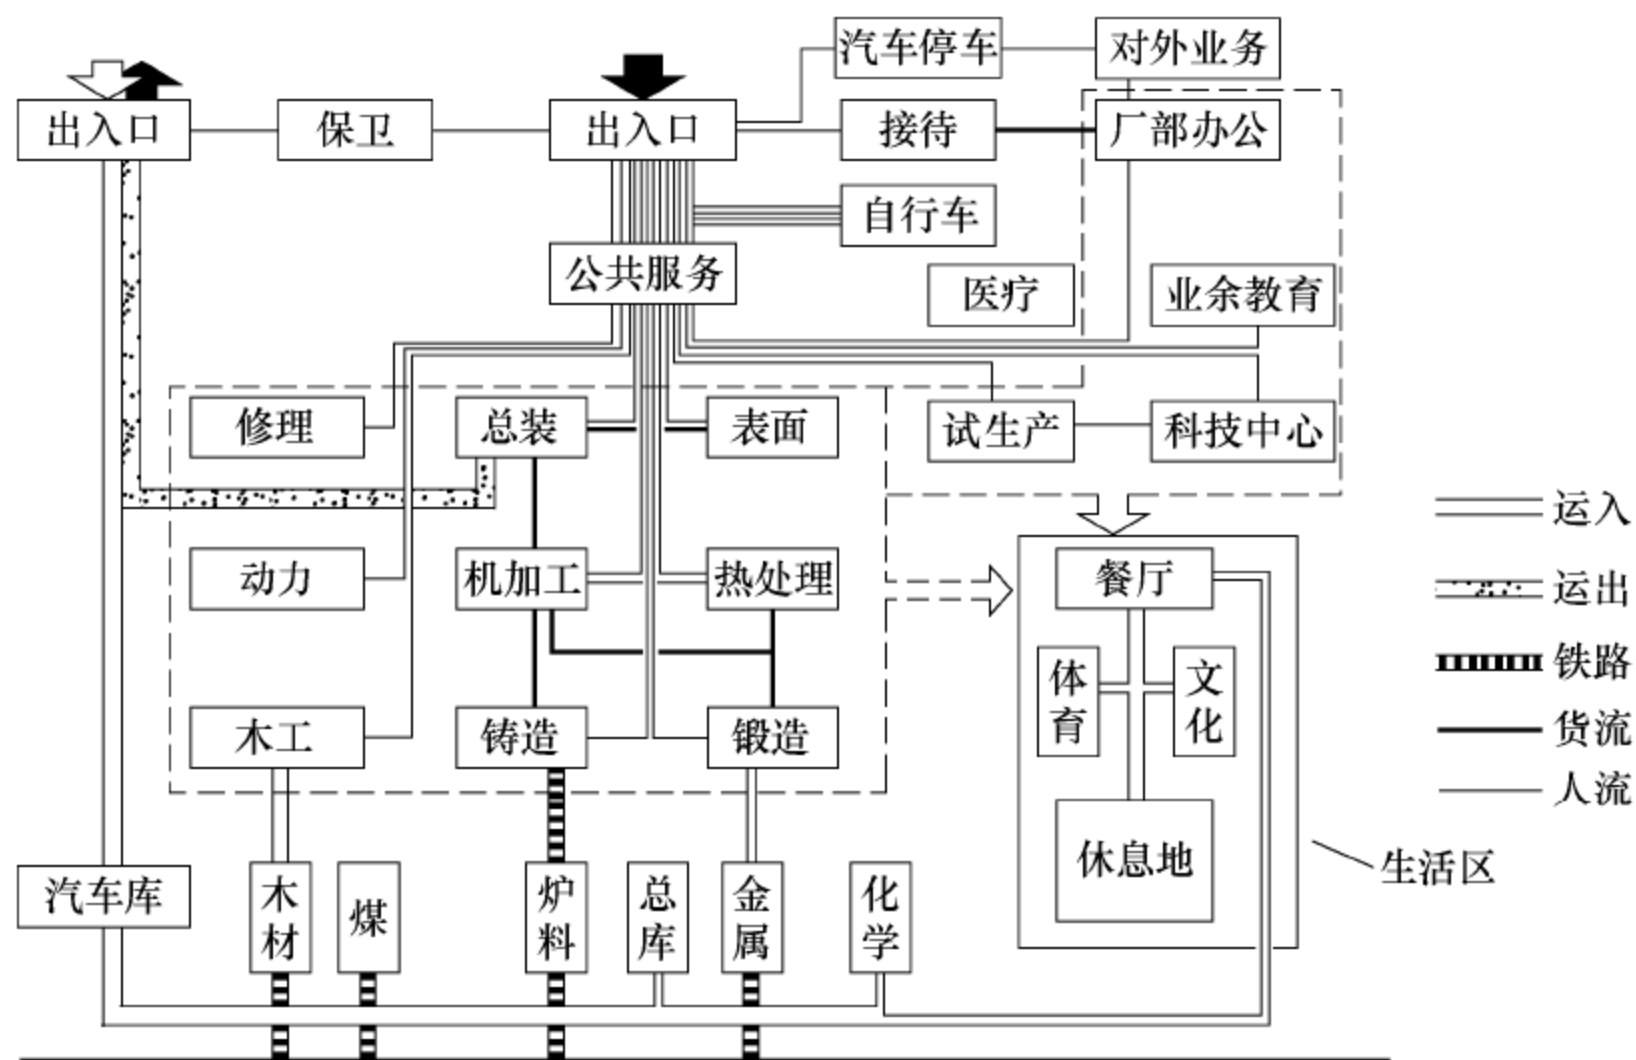 汽车停车
对外业务
出入口
保卫
出入口
接待
厂部办公
自行车
公共服务
医疗
业余教育
修理
总装
表面
试生产
科技中心
运入
动力
机加工
热处理
餐厅
运出
体育
文化
铁路
木工
铸造
锻造
货流
人流
休息地
生活区
汽车库
木材
煤
炉料
总库
金属
化学